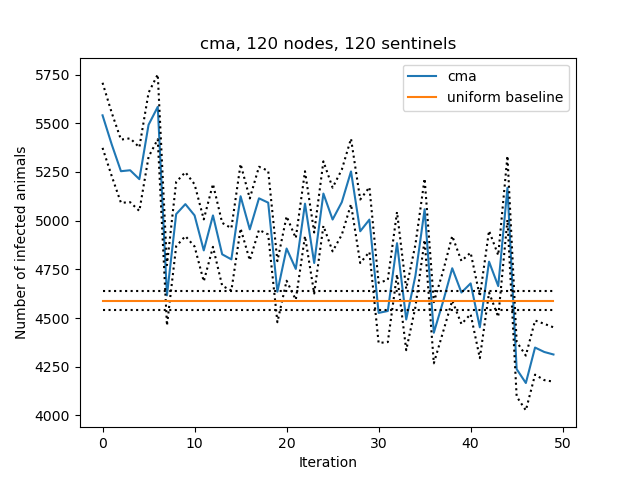 cma, 120 nodes, 120 sentinels
cma
uniform baseline
5750
5500
5250
5000
4750
4500
4250
4000
Number of infected animals
0 10 20 30 40 50
Iteration